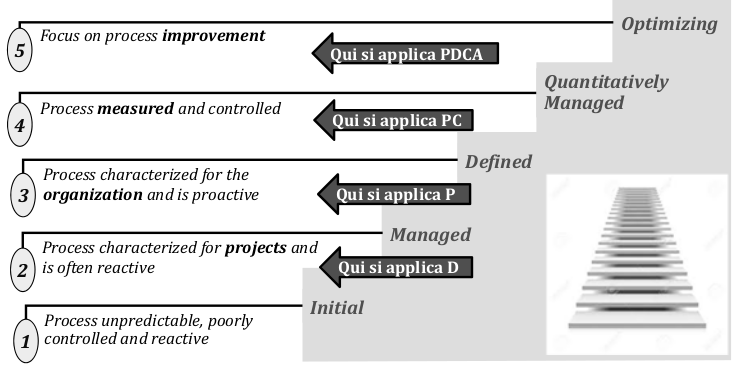 Optimizing
5
Focus on process improvement
Qui si applica PDCA
Quantitatively
Managed
4
Process measured and controlled
Qui si applica PC
Defined
3
Process characterized for the
organization and is proactive
Qui si applica P
Managed
2
Process characterized for projects and
is often reactive
Qui si applica D
Initial
1
Process unpredictable, poorly
controlled and reactive